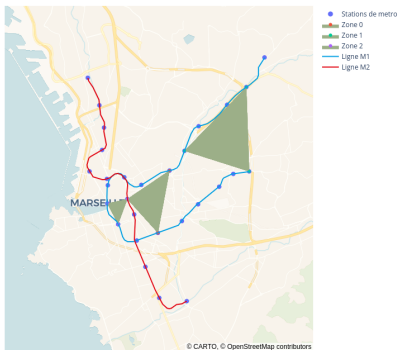 Stations de metro
Zone 0
Zone 1
Zone 2
Ligne M1
Ligne M2
MARSEILLE
© CARTO, © OpenStreetMap contributors